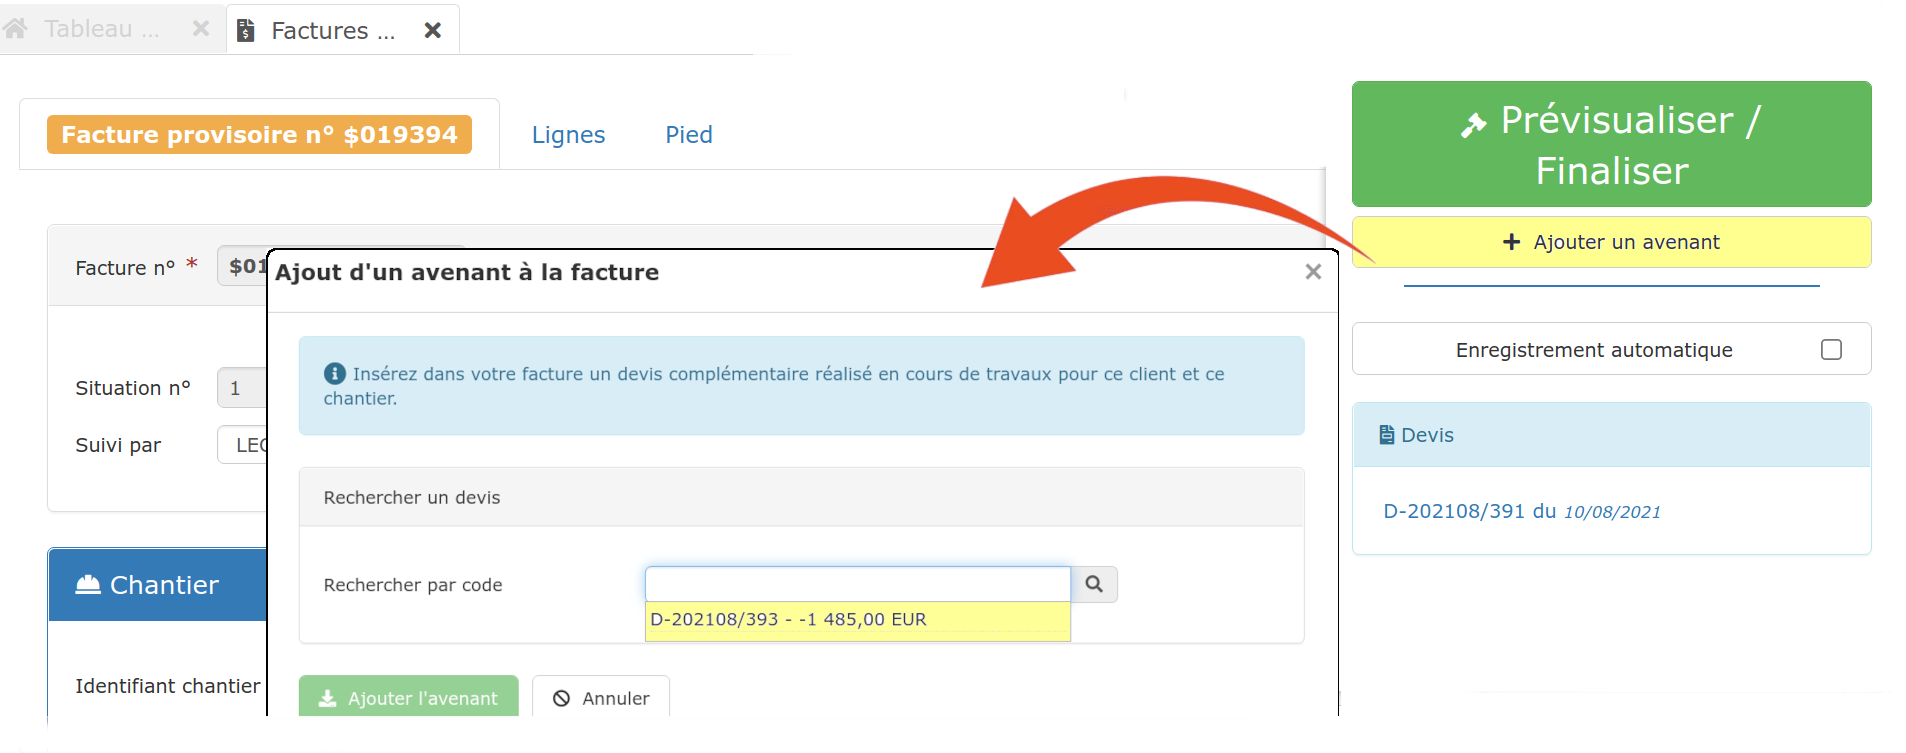 Tableau ...
Factures ...
Facture provisoire n° $019394
Lignes
Pied
Prévisualiser /
Finaliser
Ajouter un avenant
Enregistrement automatique
Devis
D-202108/391 du 10/08/2021
Facture n° *
$01
Situation n°
1
Suivi par
LEC
Chantier
Identifiant chantier
Ajout d'un avenant à la facture
Insérez dans votre facture un devis complémentaire réalisé en cours de travaux pour ce client et ce
chantier.
Rechercher un devis
Rechercher par code
D-202108/393 - -1 485,00 EUR
Ajouter l'avenant
Annuler